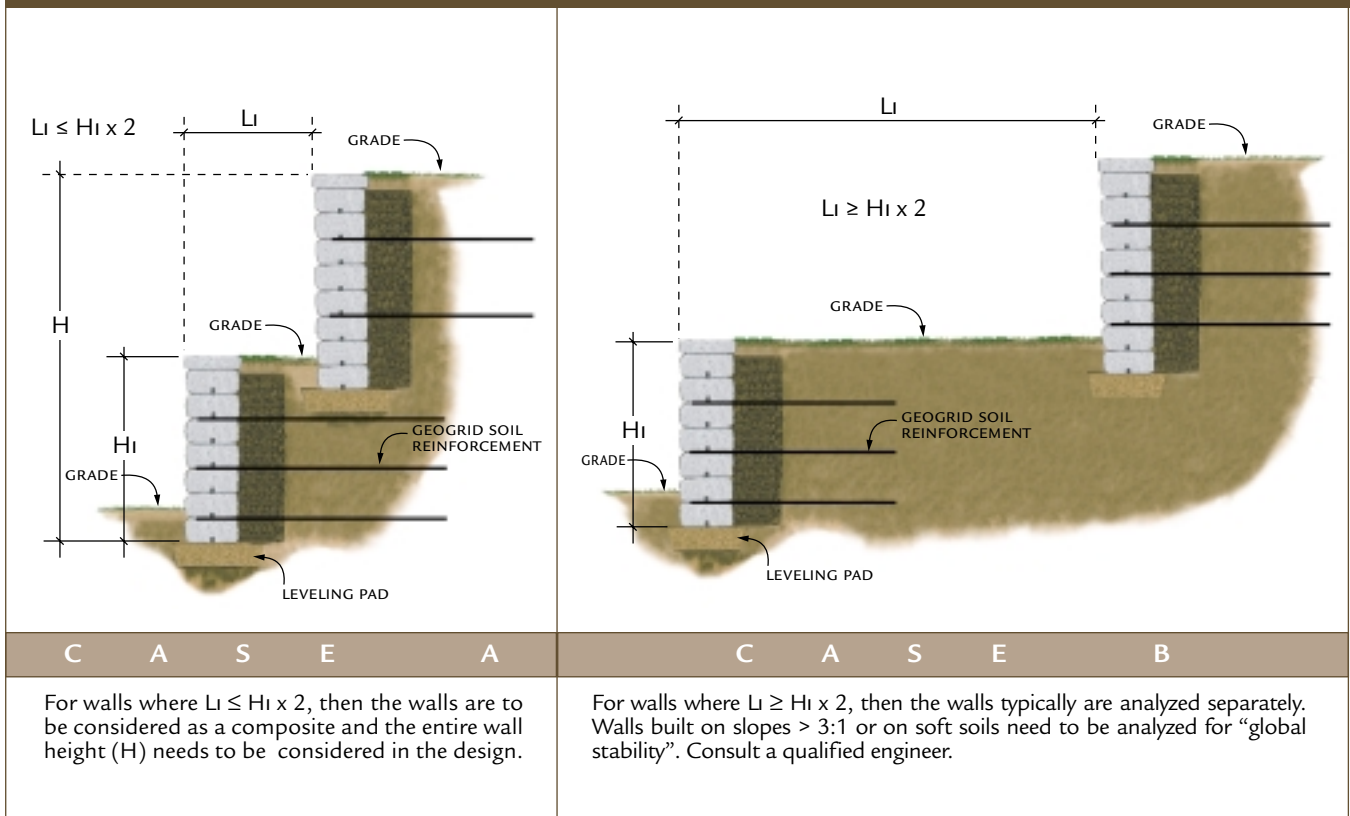 L1 ≤ H1 x 2
L1
GRADE
H
GRADE
H1
GRADE
GEOGRID SOIL
REINFORCEMENT
LEVELING PAD
CASE A
For walls where L1 ≤ H1 x 2, then the walls are to
be considered as a composite and the entire wall
height (H) needs to be considered in the design.
L1
GRADE
L1 ≥ H1 x 2
GRADE
H1
GRADE
GEOGRID SOIL
REINFORCEMENT
LEVELING PAD
CASE B
For walls where L1 ≥ H1 x 2, then the walls typically are analyzed separately.
Walls built on slopes > 3:1 or on soft soils need to be analyzed for “global
stability”. Consult a qualified engineer.